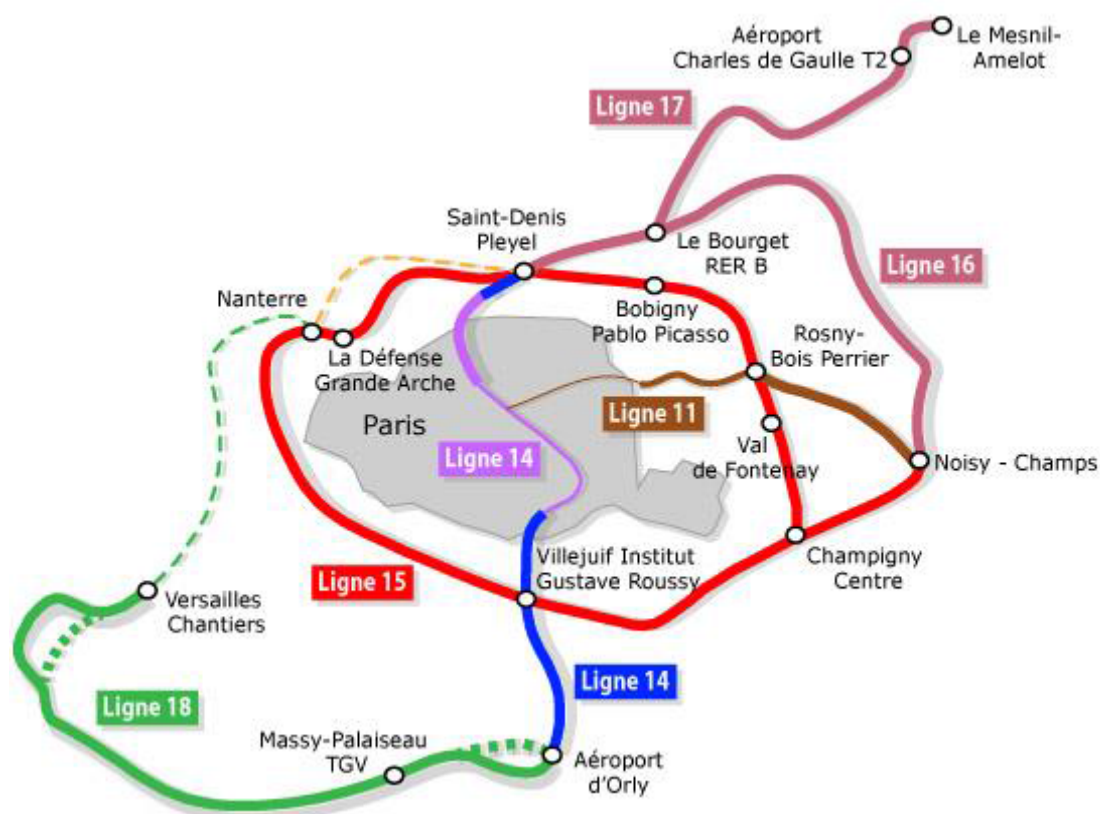 Aéroport
Charles de Gaulle T2
Le Mesnil-
Amelot
Ligne 17
Saint-Denis
Pleyel
Le Bourget
RER B
Ligne 16
Nanterre
Bobigny
Pablo Picasso
Rosny-
Bois Perrier
La Défense
Grande Arche
Ligne 11
Paris
Ligne 14
Val
de Fontenay
Noisy - Champs
Villejuif Institut
Gustave Roussy
Champigny
Centre
Ligne 15
Versailles
Chantiers
Ligne 14
Ligne 18
Massy-Palaiseau
TGV
Aéroport
d'Orly